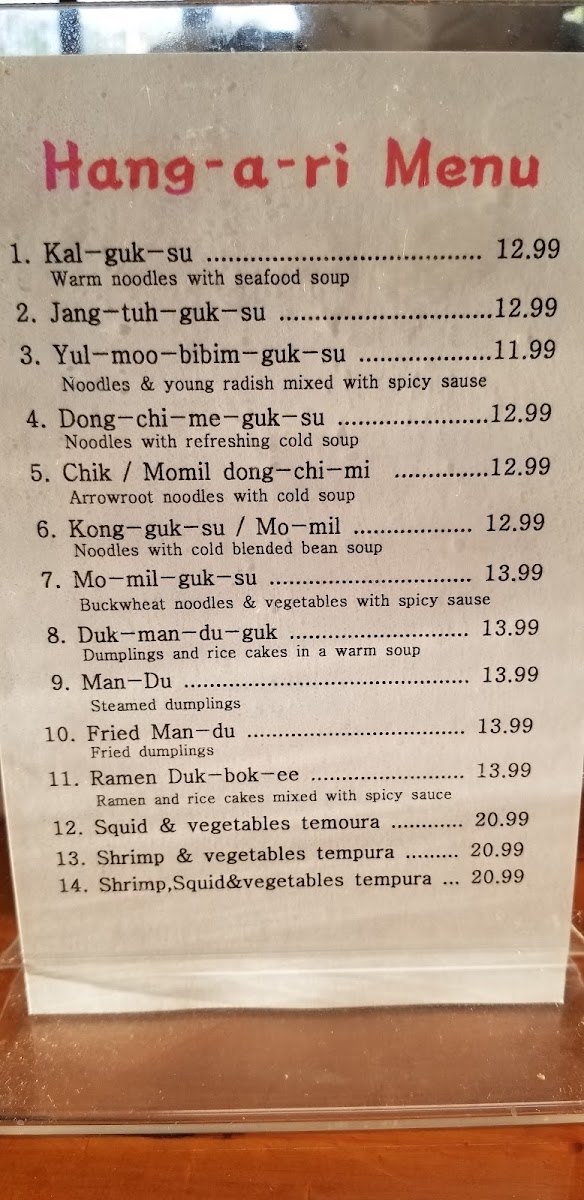 Hang-a-ri Menu
1. Kal-guk-su ..................................... 12.99
Warm noodles with seafood soup
2. Jang-tuh-guk-su .............................12.99
3. Yul-moo-bibim-guk-su ...................11.99
Noodles & young radish mixed with spicy sause
4. Dong-chi-me-guk-su ......................12.99
Noodles with refreshing cold soup
5. Chik / Momil dong-chi-mi ..............12.99
Arrowroot noodles with cold soup
6. Kong-guk-su / Mo-mil ................. 12.99
Noodles with cold blended bean soup
7. Mo-mil-guk-su ............................. 13.99
Buckwheat noodles & vegetables with spicy sause
8. Duk-man-du-guk .......................... 13.99
Dumplings and rice cakes in a warm soup
9. Man-Du ........................................... 13.99
Steamed dumplings
10. Fried Man-du ................................. 13.99
Fried dumplings
11. Ramen Duk-bok-ee ........................ 13.99
Ramen and rice cakes mixed with spicy sauce
12. Squid & vegetables temoura ............ 20.99
13. Shrimp & vegetables tempura ......... 20.99
14. Shrimp,Squid&vegetables tempura ... 20.99